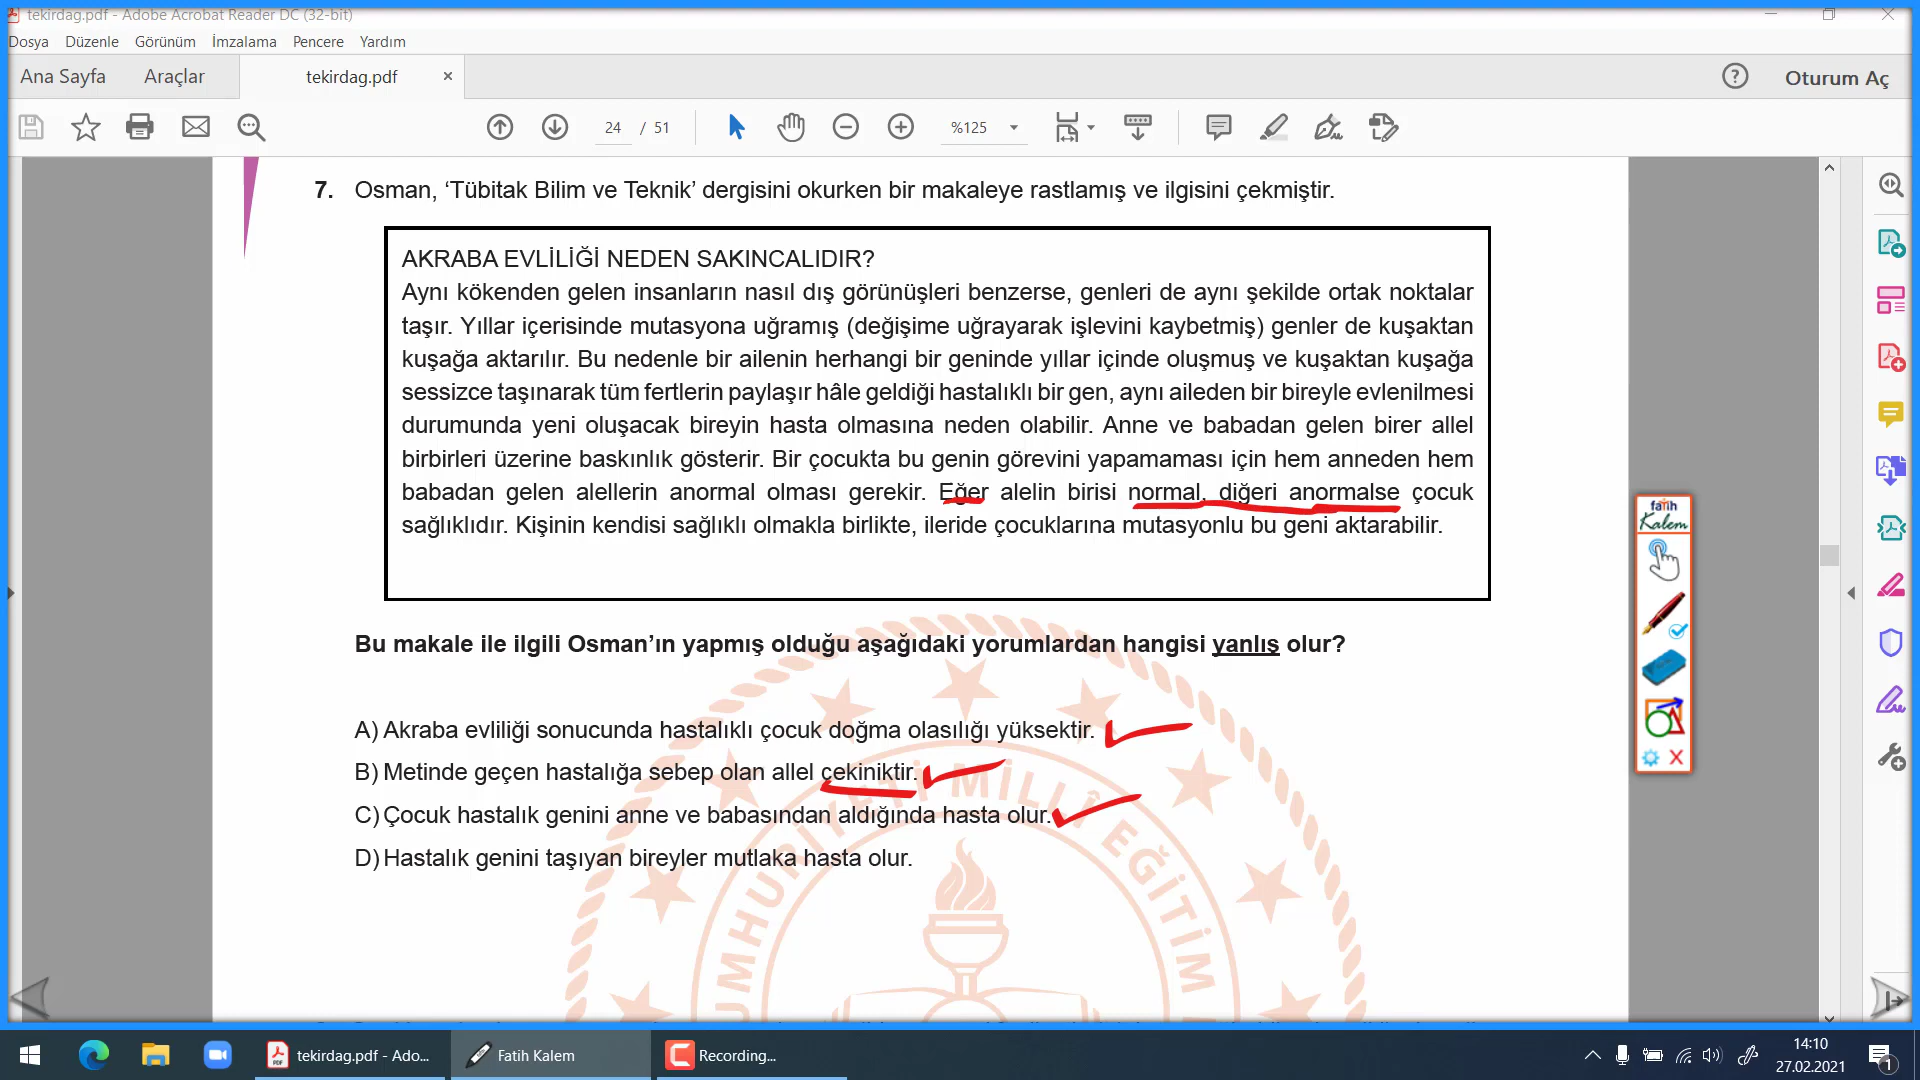 tekirdag.pdf - Adobe Acrobat Reader DC (32-bit)
Dosya Düzenle Görünüm İmzalama Pencere Yardım
Ana Sayfa Araçlar tekirdag.pdf Oturum Aç
24 / 51 %125
7. Osman, ‘Tübitak Bilim ve Teknik’ dergisini okurken bir makaleye rastlamış ve ilgisini çekmiştir.
AKRABA EVLİLİĞİ NEDEN SAKINCALIDIR?
Aynı kökenden gelen insanların nasıl dış görünüşleri benzerse, genleri de aynı şekilde ortak noktalar
taşır. Yıllar içerisinde mutasyona uğramış (değişime uğrayarak işlevini kaybetmiş) genler de kuşaktan
kuşağa aktarılır. Bu nedenle bir ailenin herhangi bir geninde yıllar içinde oluşmuş ve kuşaktan kuşağa
sessizce taşınarak tüm fertlerin paylaşır hâle geldiği hastalıklı bir gen, aynı aileden bir bireyle evlenilmesi
durumunda yeni oluşacak bireyin hasta olmasına neden olabilir. Anne ve babadan gelen birer allel
birbirleri üzerine baskınlık gösterir. Bir çocukta bu genin görevini yapamaması için hem anneden hem
babadan gelen alellerin anormal olması gerekir. Eğer alelin birisi normal, diğeri anormalse çocuk
sağlıklıdır. Kişinin kendisi sağlıklı olmakla birlikte, ileride çocuklarına mutasyonlu bu geni aktarabilir.
Bu makale ile ilgili Osman’ın yapmış olduğu aşağıdaki yorumlardan hangisi yanlış olur?
A) Akraba evliliği sonucunda hastalıklı çocuk doğma olasılığı yüksektir.
B) Metinde geçen hastalığa sebep olan allel çekiniktir.
C) Çocuk hastalık genini anne ve babasından aldığında hasta olur.
D) Hastalık genini taşıyan bireyler mutlaka hasta olur.
UMHURİYETİ MİLLÎ EĞİTİM
fatih
Kalem
tekirdag.pdf - Ado... Fatih Kalem Recording...
14:10
27.02.2021
1